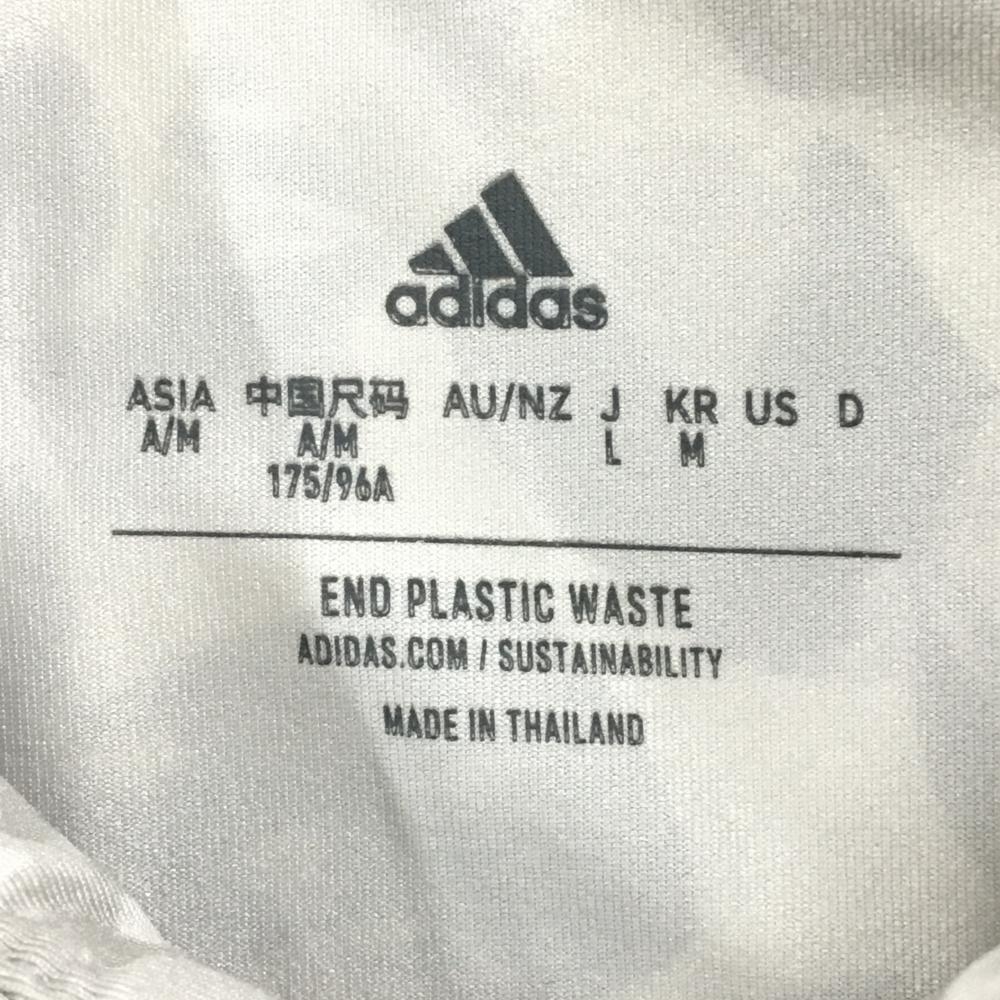 adidas
ASIA 中国尺码 AU/NZ J KR US D
A/M A/M L M
175/96A
END PLASTIC WASTE
ADIDAS.COM / SUSTAINABILITY
MADE IN THAILAND